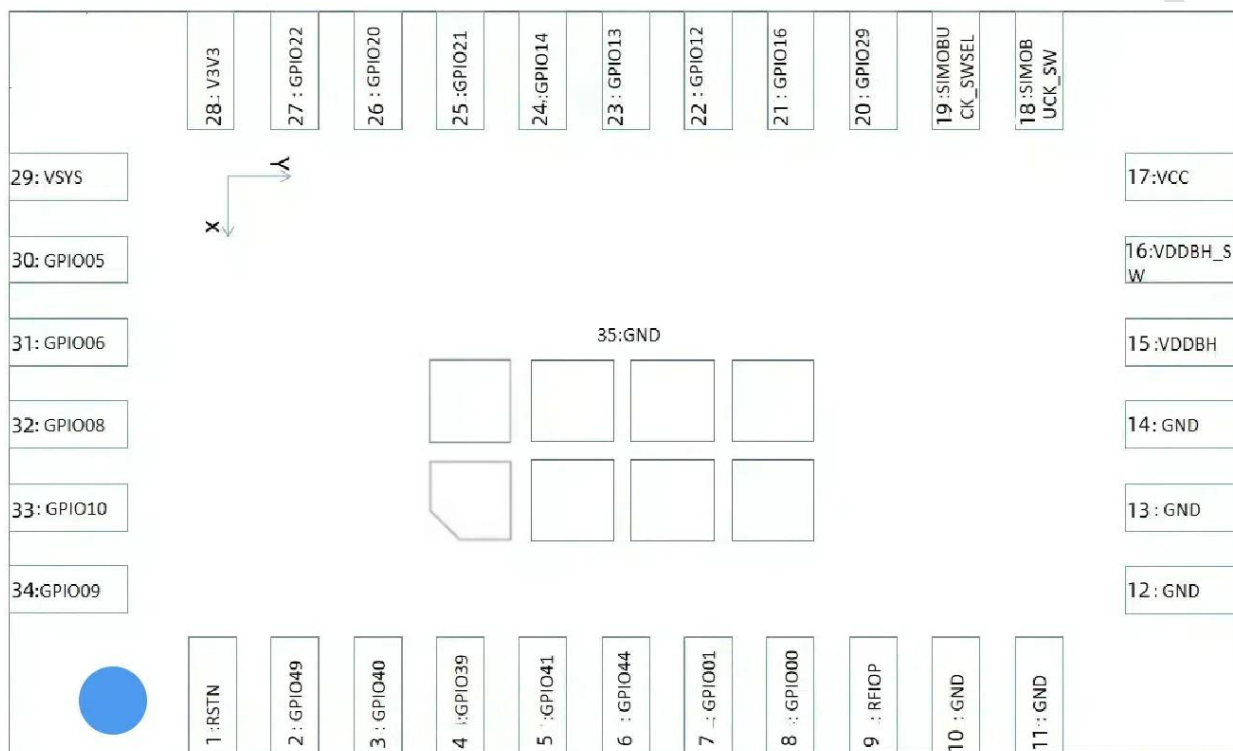 28: V3V3
27: GPIO22
26: GPIO20
25:GPIO21
24:GPIO14
23: GPIO13
22: GPIO12
21: GPIO16
20: GPIO29
19:SIMOBU
CK_SWSEL
18:SIMOB
UCK_SW
29: VSYS
Y
X
17:VCC
30: GPIO05
16:VDDBH_S
W
35:GND
31: GPIO06
15:VDDBH
32: GPIO08
14: GND
33: GPIO10
13: GND
34:GPIO09
12: GND
1:RSTN
2: GPIO49
3: GPIO40
4:GPIO39
5:GPIO41
6: GPIO44
7: GPIO01
8: GPIO00
9: RFIOP
10: GND
11: GND